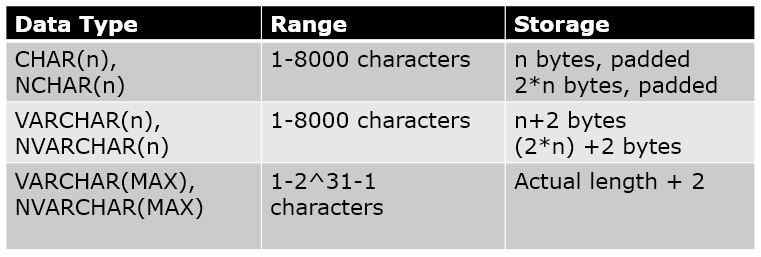 Data Type Range Storage
CHAR(n), 1-8000 characters n bytes, padded
NCHAR(n) 2*n bytes, padded
VARCHAR(n), 1-8000 characters n+2 bytes
NVARCHAR(n) (2*n) +2 bytes
VARCHAR(MAX), 1-2^31-1 Actual length + 2
NVARCHAR(MAX) characters